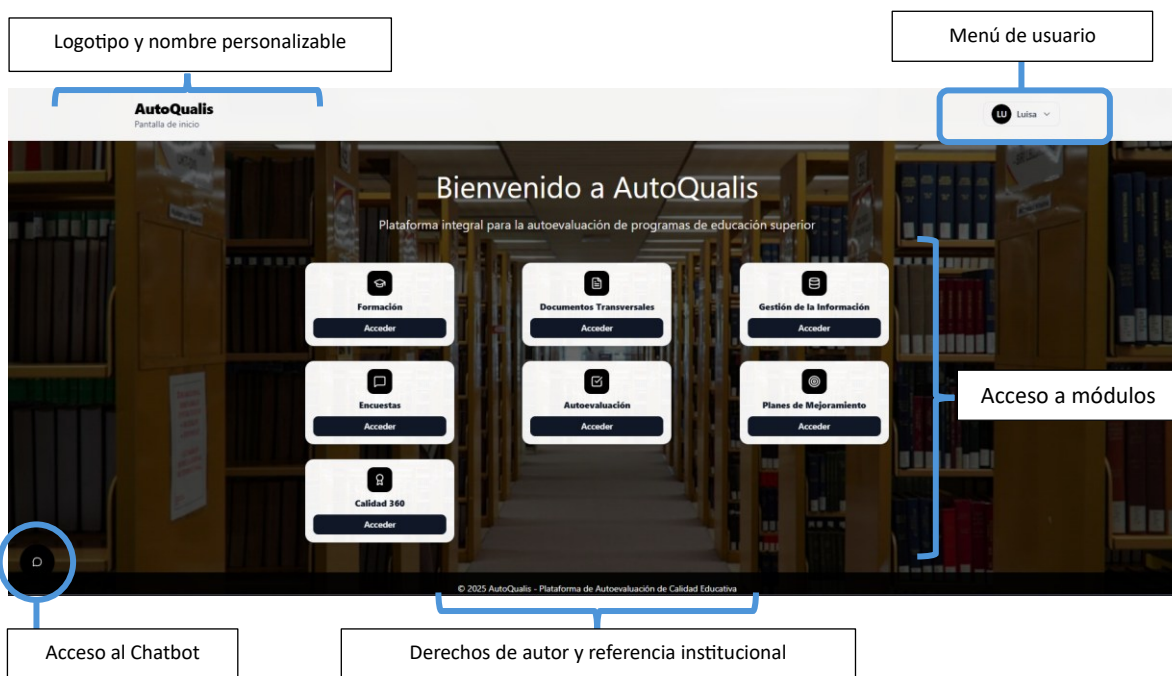 Logotipo y nombre personalizable
Menú de usuario
AutoQualis
Pantalla de inicio
LU Luisa
Bienvenido a AutoQualis
Plataforma integral para la autoevaluación de programas de educación superior
Formación
Acceder
Documentos Transversales
Acceder
Gestión de la Información
Acceder
Encuestas
Acceder
Autoevaluación
Acceder
Planes de Mejoramiento
Acceder
Acceso a módulos
Calidad 360
Acceder
© 2025 AutoQualis - Plataforma de Autoevaluación de Calidad Educativa
Acceso al Chatbot
Derechos de autor y referencia institucional